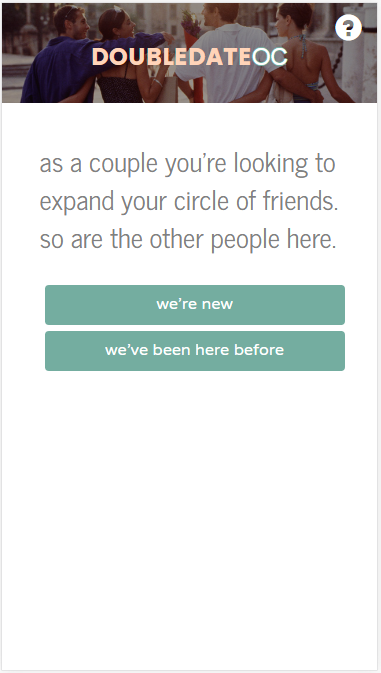 ?
DOUBLEDATEOC
as a couple you're looking to
expand your circle of friends.
so are the other people here.
we're new
we've been here before